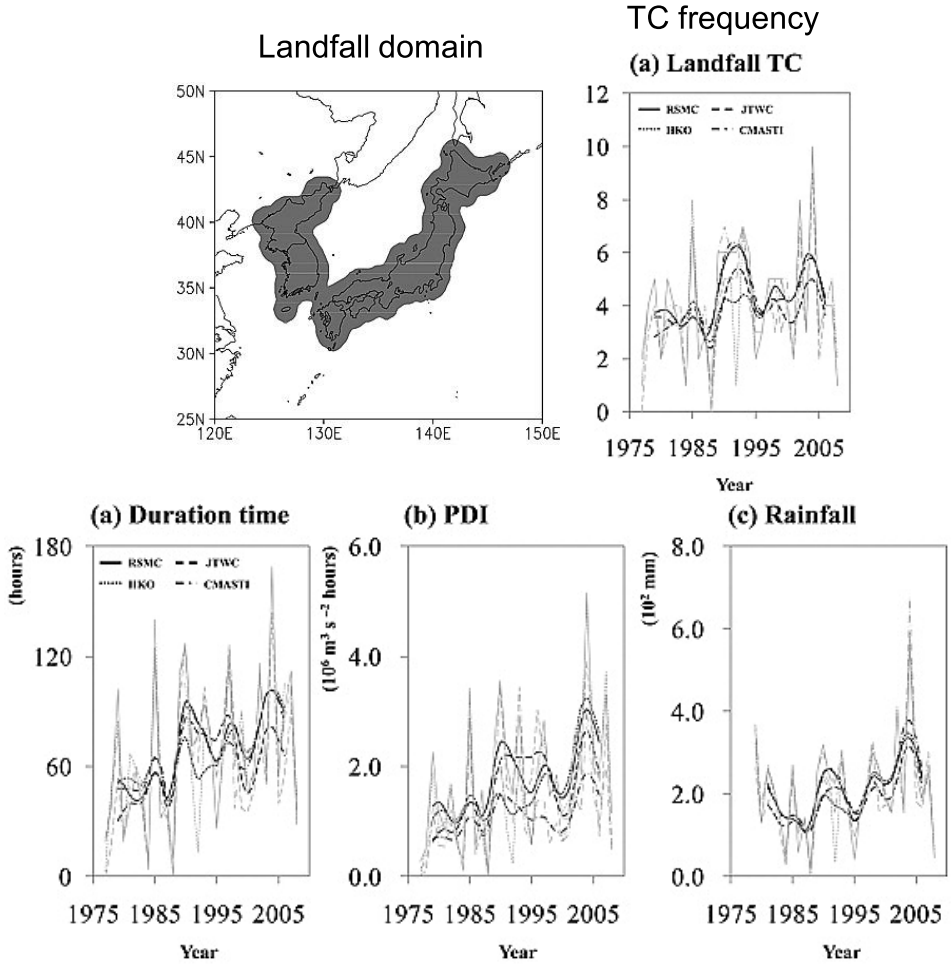 TC frequency
Landfall domain
(a) Landfall TC
50N
45N
40N
35N
30N
25N
120E
130E
140E
150E
12
10
8
6
4
2
0
RSMC
JTWC
HKO
CMASTI
1975 1985 1995 2005
Year
(a) Duration time
(hours)
180
120
60
0
RSMC
JTWC
HKO
CMASTI
1975 1985 1995 2005
Year
(b) PDI
(10⁶ m³ s⁻² hours)
6.0
4.0
2.0
0.0
1975 1985 1995 2005
Year
(c) Rainfall
(10² mm)
8.0
6.0
4.0
2.0
0.0
1975 1985 1995 2005
Year